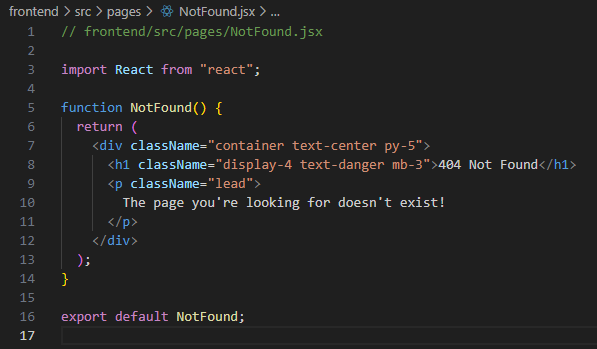 frontend > src > pages > NotFound.jsx > ...
1 // frontend/src/pages/NotFound.jsx
2
3 import React from "react";
4
5 function NotFound() {
6   return (
7     <div className="container text-center py-5">
8       <h1 className="display-4 text-danger mb-3">404 Not Found</h1>
9       <p className="lead">
10         The page you're looking for doesn't exist!
11       </p>
12     </div>
13   );
14 }
15
16 export default NotFound;
17